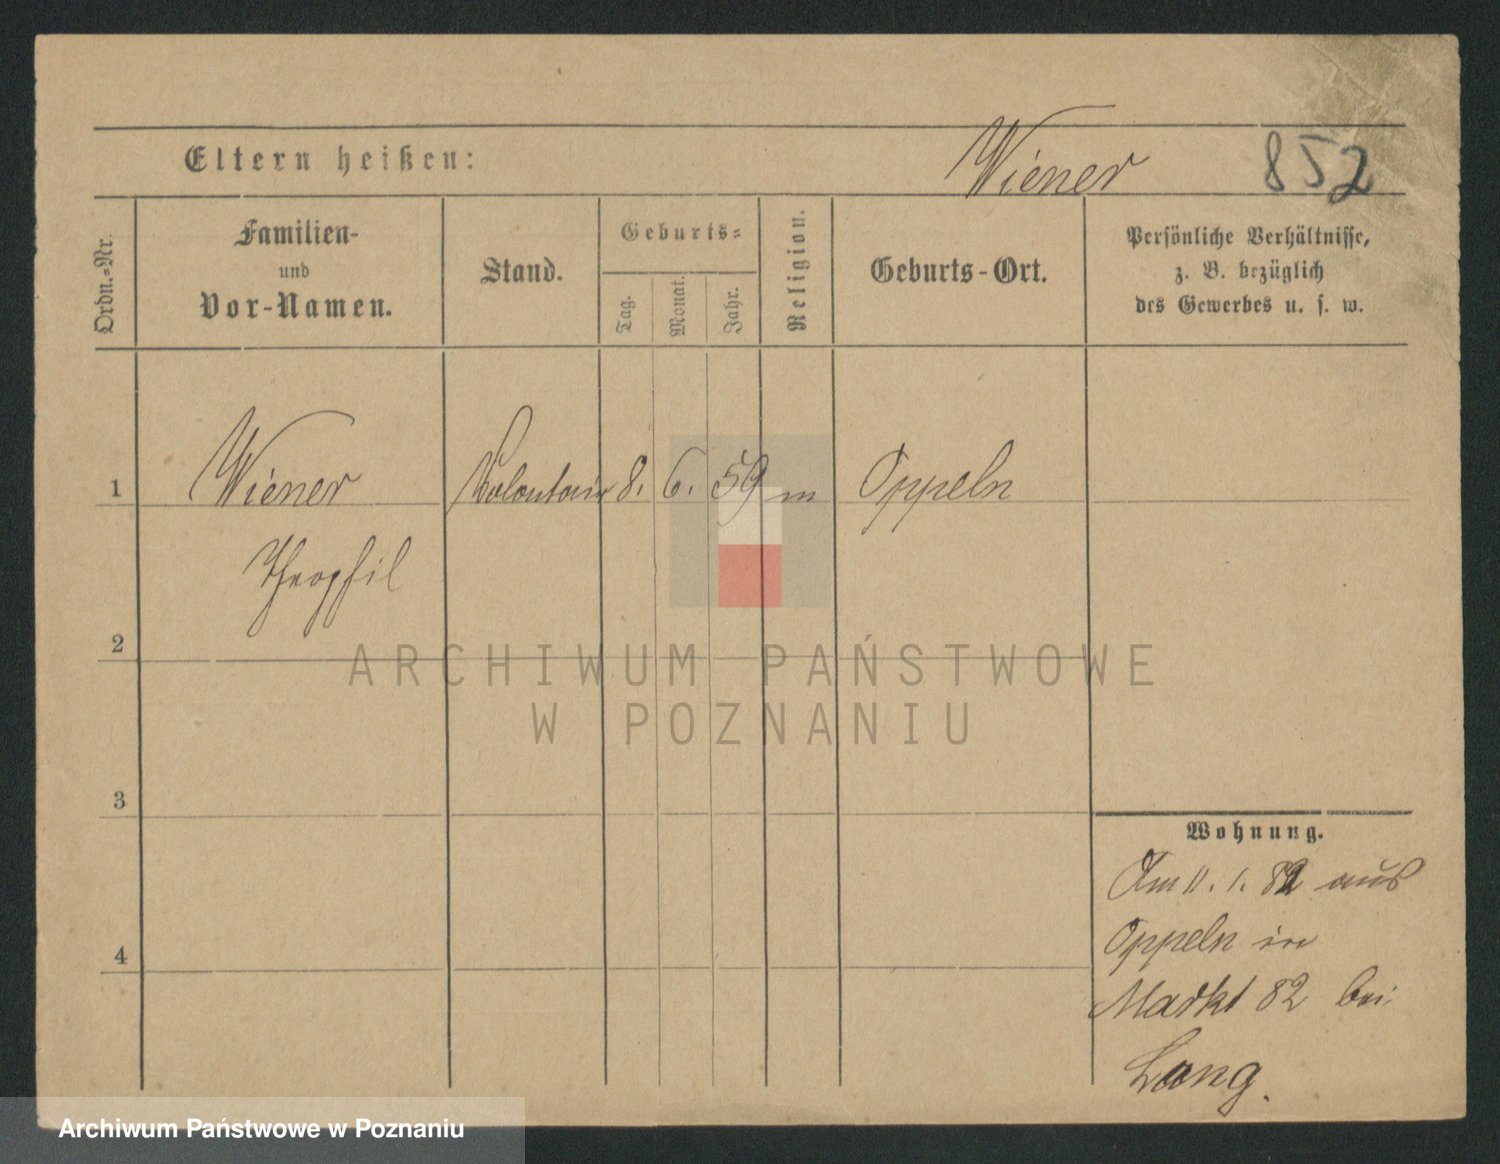 Eltern heißen:
Wiener
852
Ordn.-Nr.
Familien-
und
Vor-Namen.
Stand.
Geburts-
Tag.
Monat.
Jahr.
Religion.
Geburts-Ort.
Persönliche Verhältnisse,
z. B. bezüglich
des Gewerbes u. s. w.
1 Wiener Volontair 8. 6. 59 m Oppeln
Theophil
2
ARCHIWUM PAŃSTWOWE
W POZNANIU
3
Wohnung.
Am 11. 1. 82 aus
Oppeln in
4
Markt 82 bei
Lang.
Archiwum Państwowe w Poznaniu